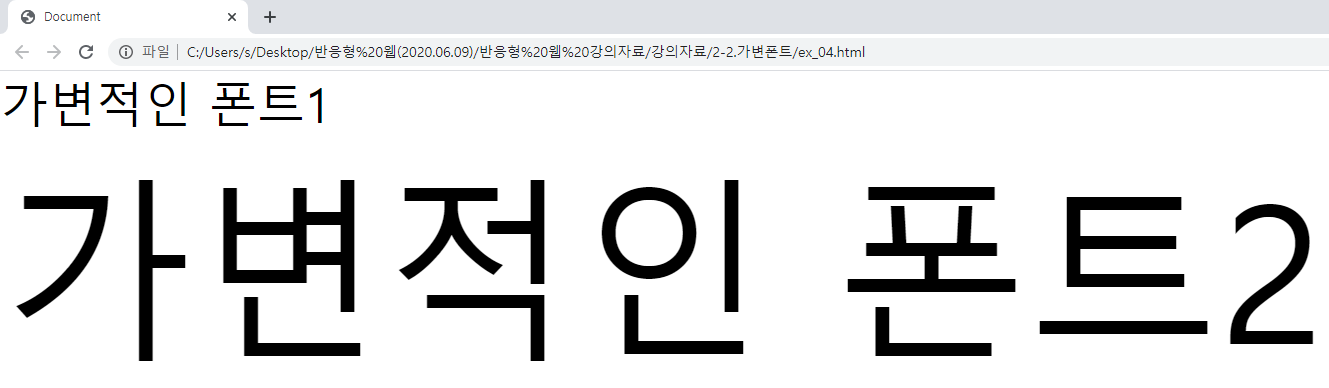 Document
파일 C:/Users/s/Desktop/반응형%20웹(2020.06.09)/반응형%20웹%20강의자료/강의자료/2-2.가변폰트/ex_04.html
가변적인 폰트1
가변적인 폰트2